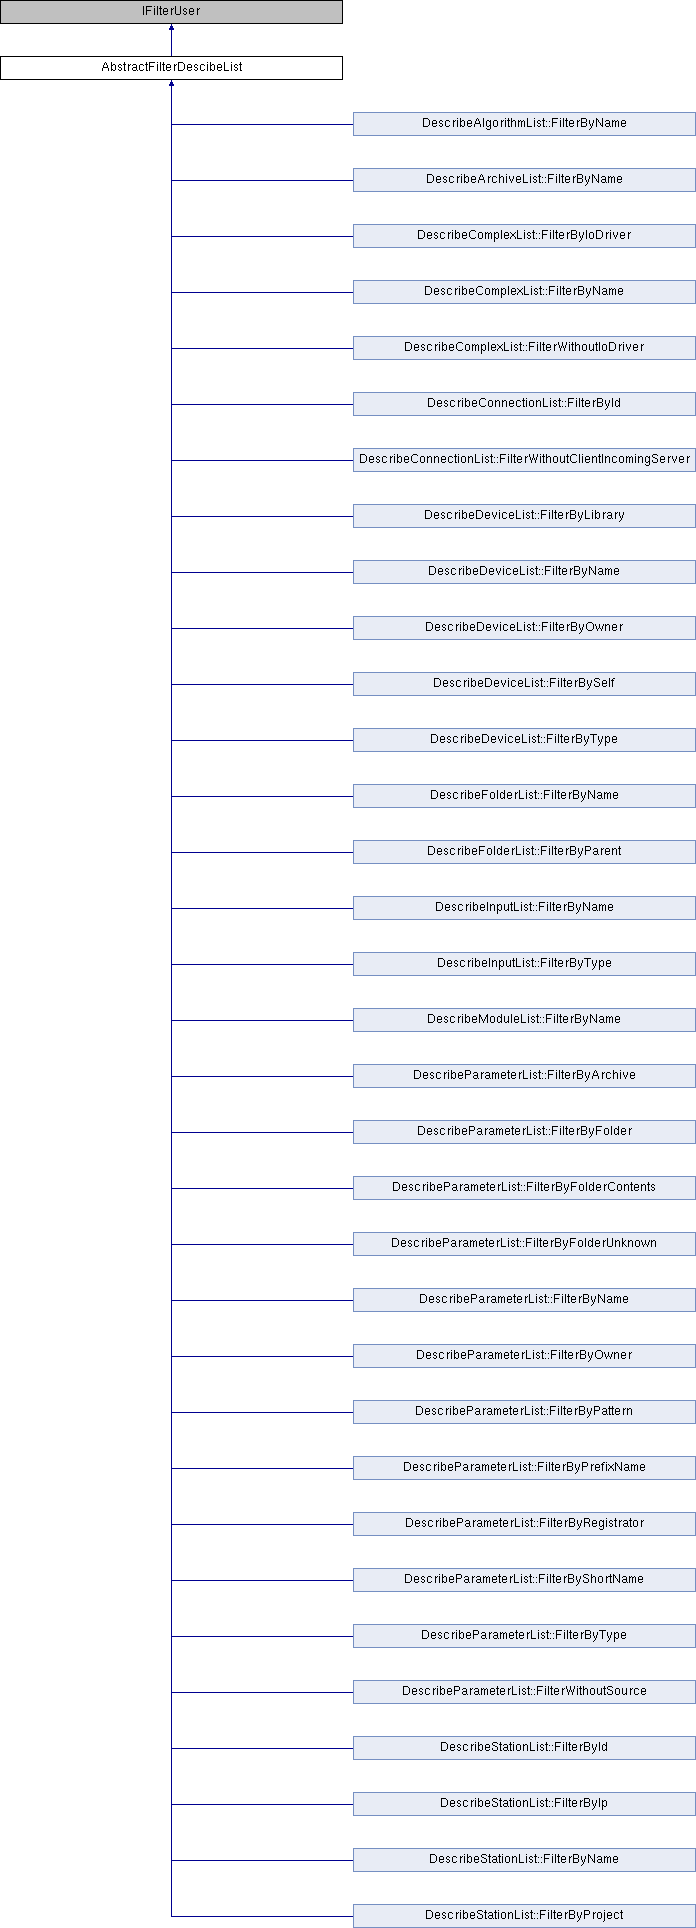 IFilterUser
AbstractFilterDescibeList
DescribeAlgorithmList::FilterByName
DescribeArchiveList::FilterByName
DescribeComplexList::FilterByIoDriver
DescribeComplexList::FilterByName
DescribeComplexList::FilterWithoutIoDriver
DescribeConnectionList::FilterById
DescribeConnectionList::FilterWithoutClientIncomingServer
DescribeDeviceList::FilterByLibrary
DescribeDeviceList::FilterByName
DescribeDeviceList::FilterByOwner
DescribeDeviceList::FilterBySelf
DescribeDeviceList::FilterByType
DescribeFolderList::FilterByName
DescribeFolderList::FilterByParent
DescribeInputList::FilterByName
DescribeInputList::FilterByType
DescribeModuleList::FilterByName
DescribeParameterList::FilterByArchive
DescribeParameterList::FilterByFolder
DescribeParameterList::FilterByFolderContents
DescribeParameterList::FilterByFolderUnknown
DescribeParameterList::FilterByName
DescribeParameterList::FilterByOwner
DescribeParameterList::FilterByPattern
DescribeParameterList::FilterByPrefixName
DescribeParameterList::FilterByRegistrator
DescribeParameterList::FilterByShortName
DescribeParameterList::FilterByType
DescribeParameterList::FilterWithoutSource
DescribeStationList::FilterById
DescribeStationList::FilterByIp
DescribeStationList::FilterByName
DescribeStationList::FilterByProject